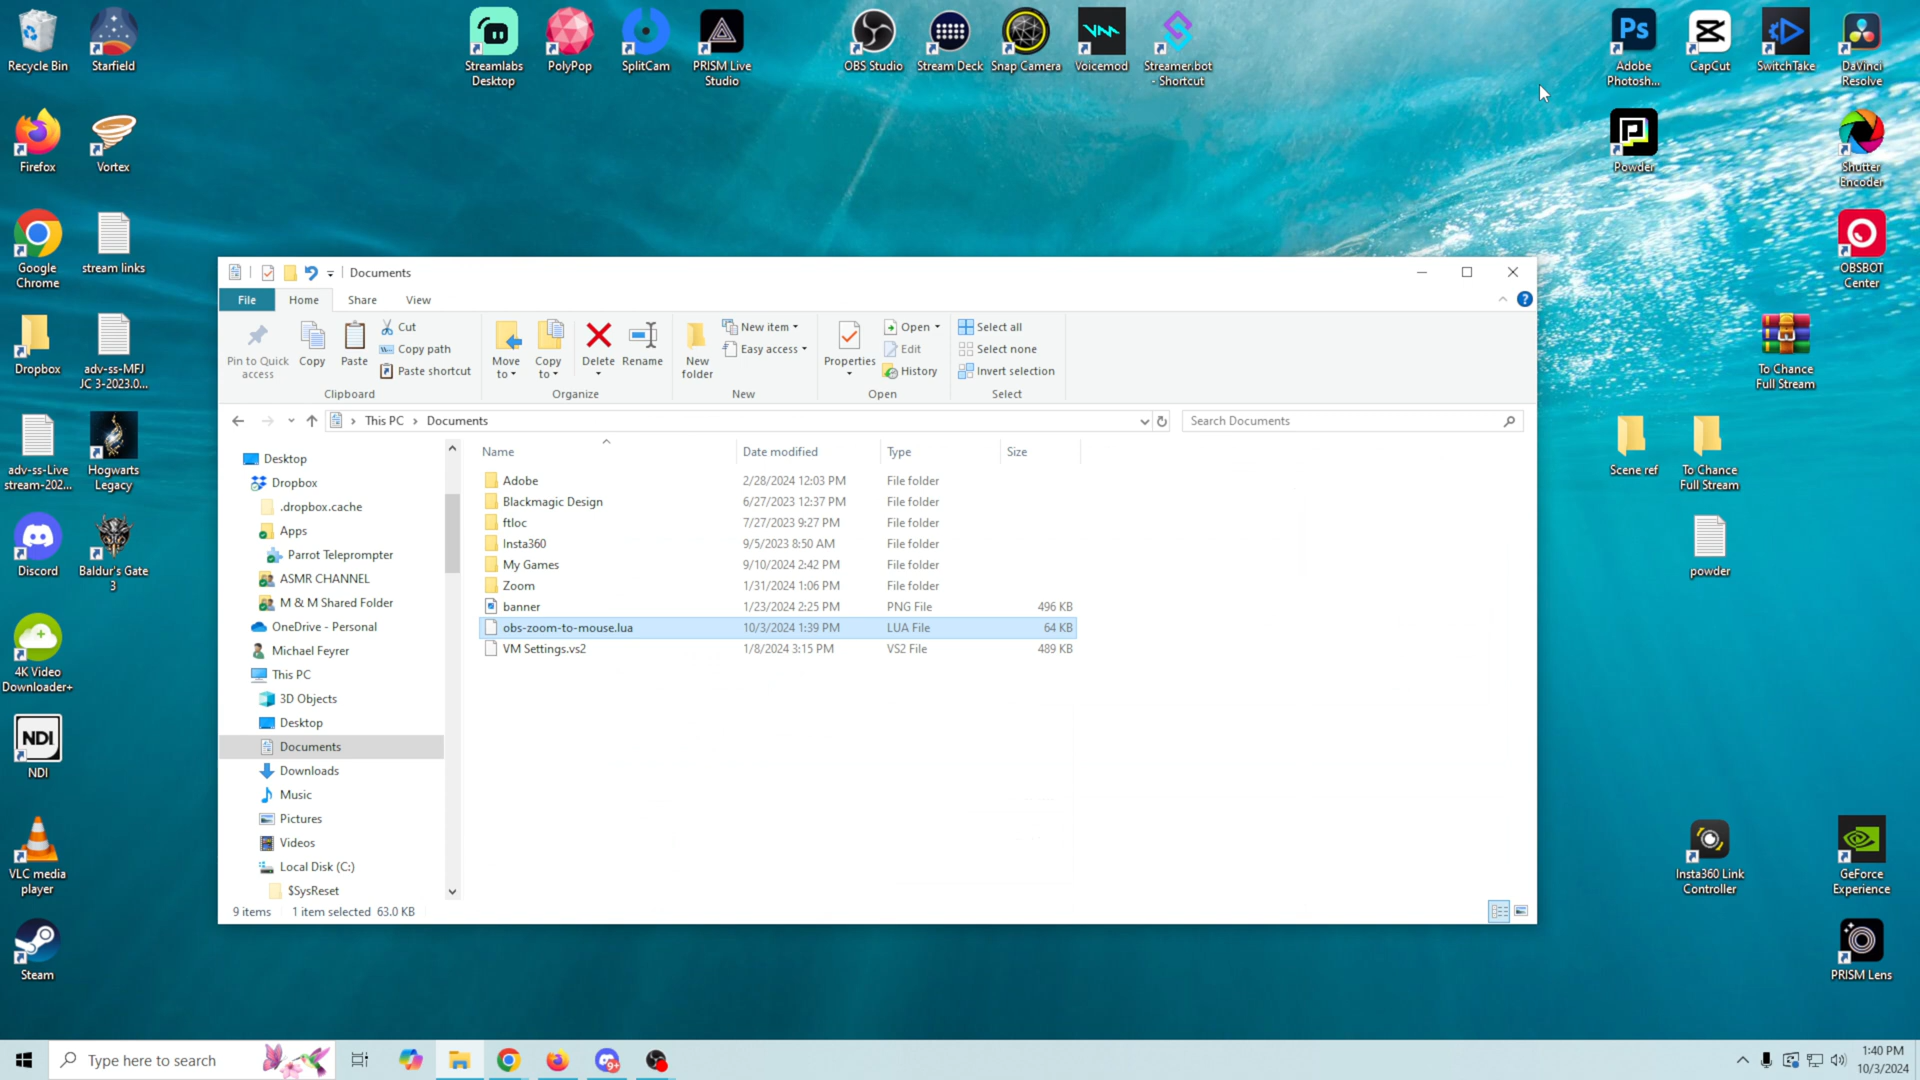 Recycle Bin
Starfield
Streamlabs
Desktop
PolyPop
SplitCam
PRISM Live
Studio
OBS Studio
Stream Deck
Snap Camera
Voicemod
Streamer.bot
- Shortcut
Ps
Adobe
Photosh...
CapCut
SwitchTake
DaVinci
Resolve
Firefox
Vortex
Powder
Shutter
Encoder
Google
Chrome
stream links
OBSBOT
Center
Dropbox
adv-ss-MFJ
JC 3-2023.0...
To Chance
Full Stream
adv-ss-Live
stream-202...
Hogwarts
Legacy
Scene ref
To Chance
Full Stream
Discord
Baldur's Gate
3
powder
4K Video
Downloader+
NDI
NDI
VLC media
player
Steam
Insta360 Link
Controller
GeForce
Experience
PRISM Lens
Documents
File
Home
Share
View
Pin to Quick
access
Copy
Paste
Cut
Copy path
Paste shortcut
Clipboard
Move
to
Copy
to
Delete
Rename
Organize
New
folder
New item
Easy access
New
Properties
Open
Edit
History
Open
Select all
Select none
Invert selection
Select
This PC › Documents
Search Documents
Desktop
Dropbox
.dropbox.cache
Apps
Parrot Teleprompter
ASMR CHANNEL
M & M Shared Folder
OneDrive - Personal
Michael Feyrer
This PC
3D Objects
Desktop
Documents
Downloads
Music
Pictures
Videos
Local Disk (C:)
$SysReset
Name Date modified Type Size
Adobe 2/28/2024 12:03 PM File folder
Blackmagic Design 6/27/2023 12:37 PM File folder
ftloc 7/27/2023 9:27 PM File folder
Insta360 9/5/2023 8:50 AM File folder
My Games 9/10/2024 2:42 PM File folder
Zoom 1/31/2024 1:06 PM File folder
banner 1/23/2024 2:25 PM PNG File 496 KB
obs-zoom-to-mouse.lua 10/3/2024 1:39 PM LUA File 64 KB
VM Settings.vs2 1/8/2024 3:15 PM VS2 File 489 KB
9 items 1 item selected 63.0 KB
Type here to search
9+
1:40 PM
10/3/2024